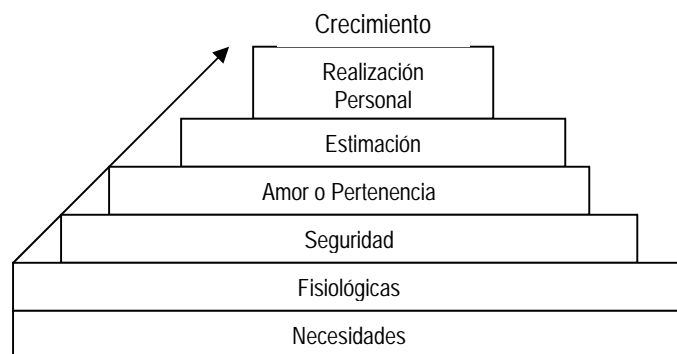 Crecimiento
Realización
Personal
Estimación
Amor o Pertenencia
Seguridad
Fisiológicas
Necesidades